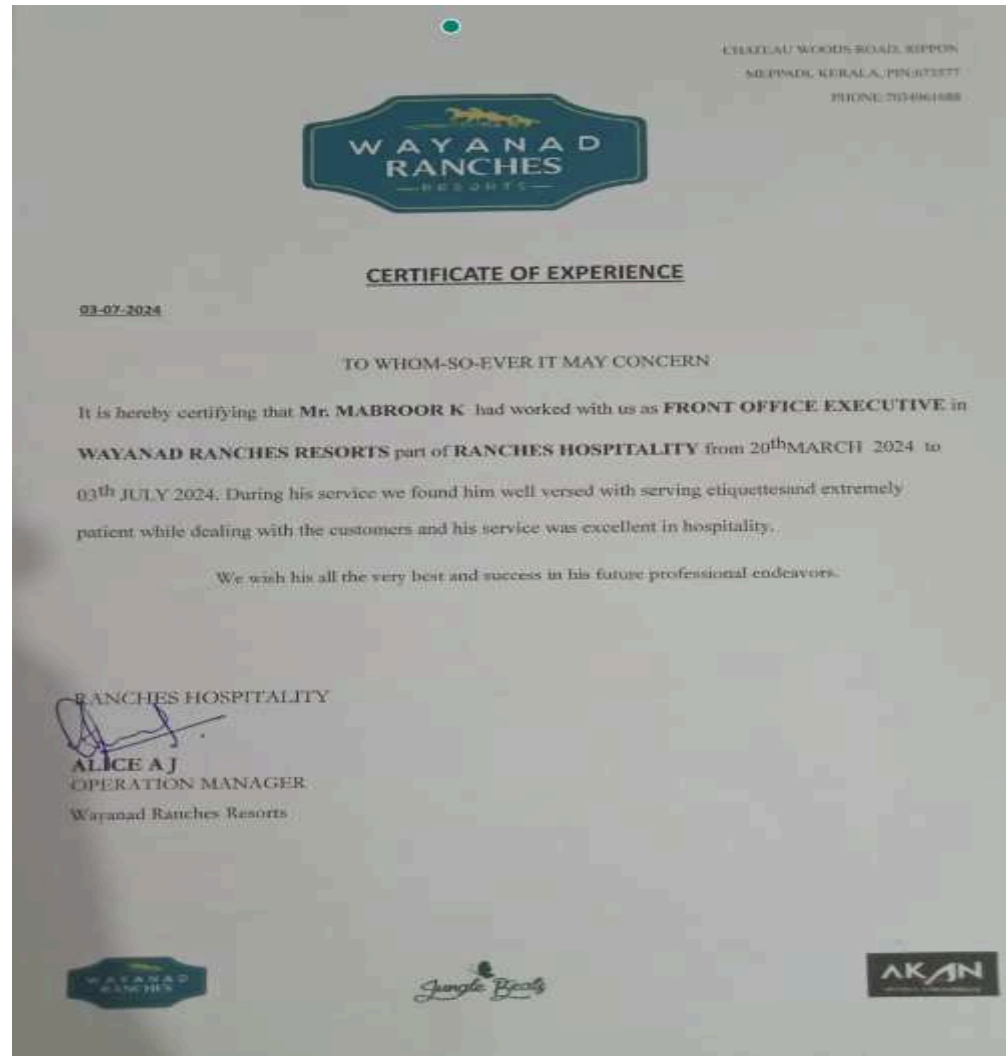 CHATEAU WOODS ROAD, RIPPON
MEPPADI, KERALA, PIN:673577
PHONE:7034961688
WAYANAD
RANCHES
RESORTS
CERTIFICATE OF EXPERIENCE
03-07-2024
TO WHOM-SO-EVER IT MAY CONCERN
It is hereby certifying that Mr. MABROOR K had worked with us as FRONT OFFICE EXECUTIVE in
WAYANAD RANCHES RESORTS part of RANCHES HOSPITALITY from 20thMARCH 2024 to
03th JULY 2024. During his service we found him well versed with serving etiquettesand extremely
patient while dealing with the customers and his service was excellent in hospitality.
We wish his all the very best and success in his future professional endeavors.
RANCHES HOSPITALITY
ALICE A J
OPERATION MANAGER
Wayanad Ranches Resorts
WAYANAD
RANCHES
Jungle Beats
AKAN